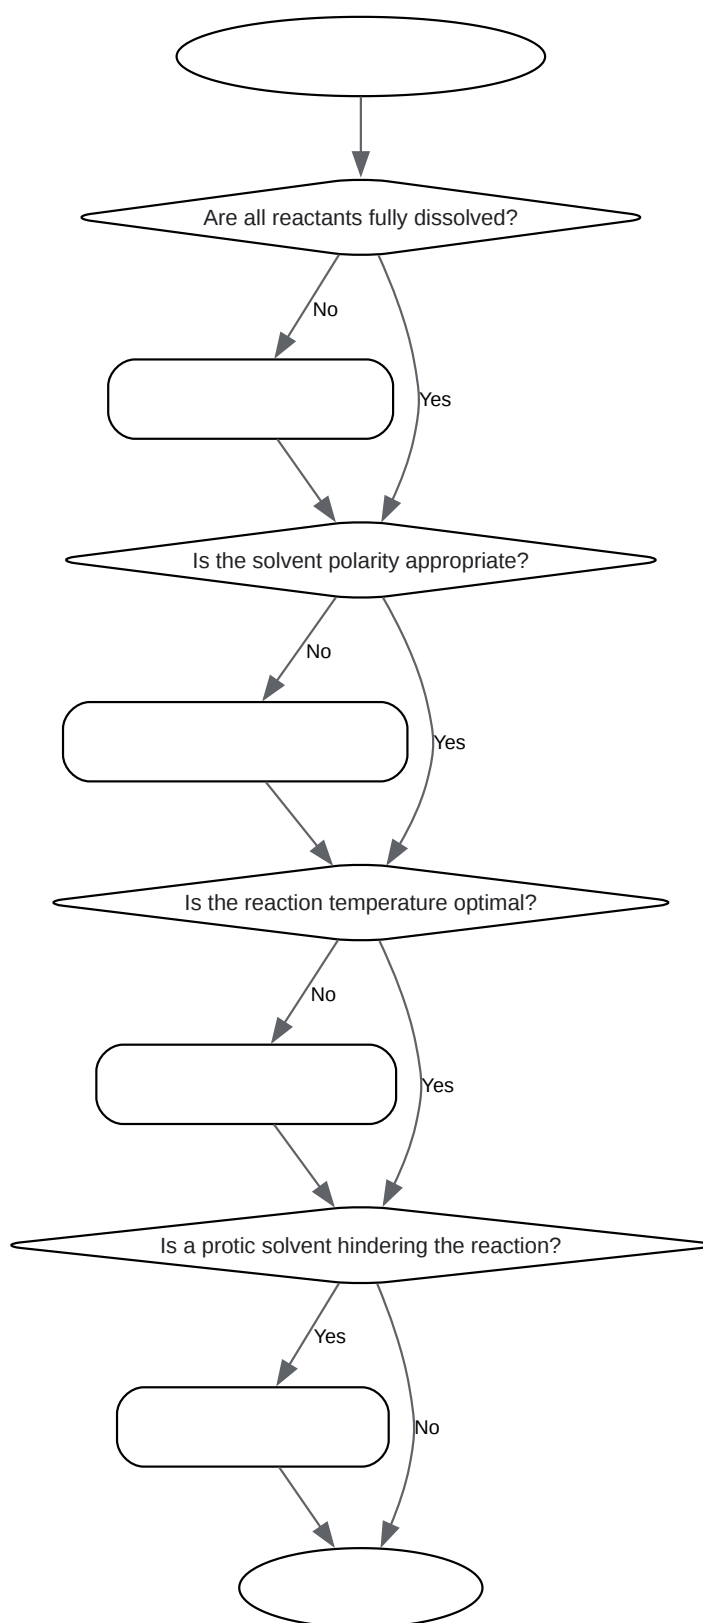 Are all reactants fully dissolved?
No
Yes
Is the solvent polarity appropriate?
No
Yes
Is the reaction temperature optimal?
No
Yes
Is a protic solvent hindering the reaction?
Yes
No